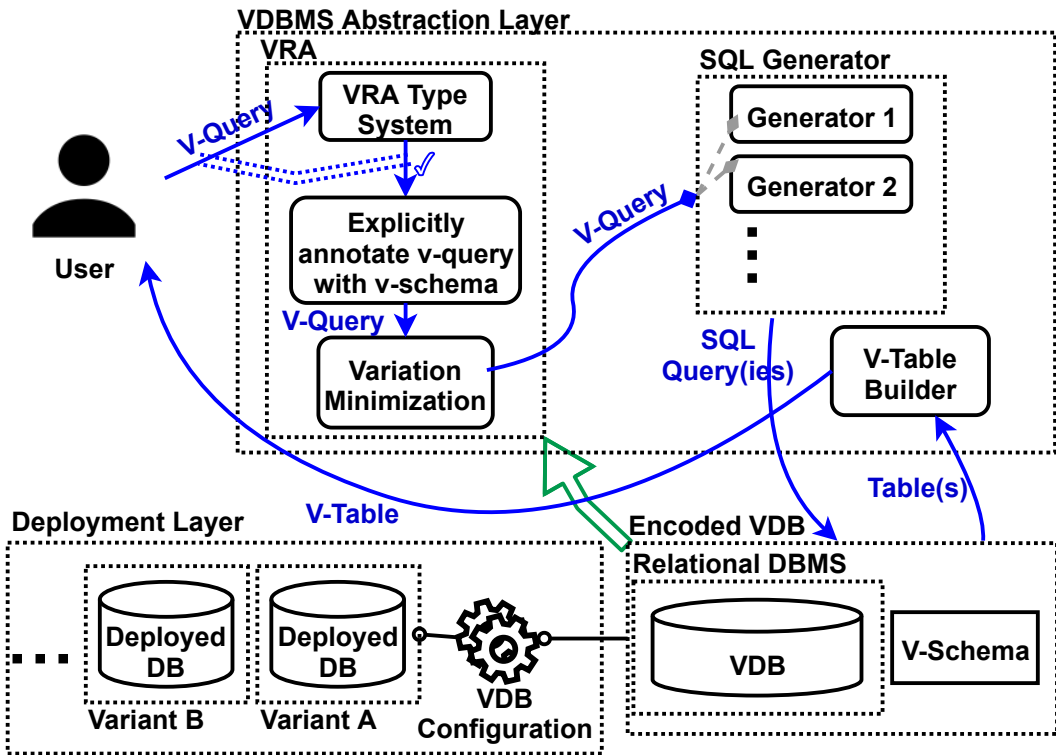 VDBMS Abstraction Layer
VRA
SQL Generator
VRA Type
System
V-Query
Generator 1
Generator 2
Explicitly
annotate v-query
with v-schema
V-Query
User
V-Query
Variation
Minimization
SQL
Query(ies)
V-Table
Builder
V-Table
Table(s)
Deployment Layer
Encoded VDB
Relational DBMS
Deployed
DB
Deployed
DB
VDB
V-Schema
Variant B
Variant A
VDB
Configuration